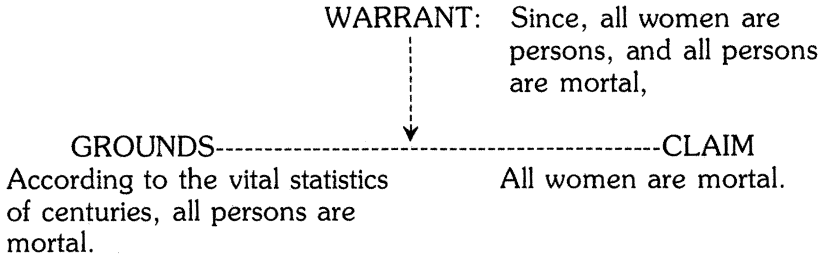 WARRANT: Since, all women are
persons, and all persons
are mortal,
GROUNDS CLAIM
According to the vital statistics
of centuries, all persons are
mortal.
All women are mortal.